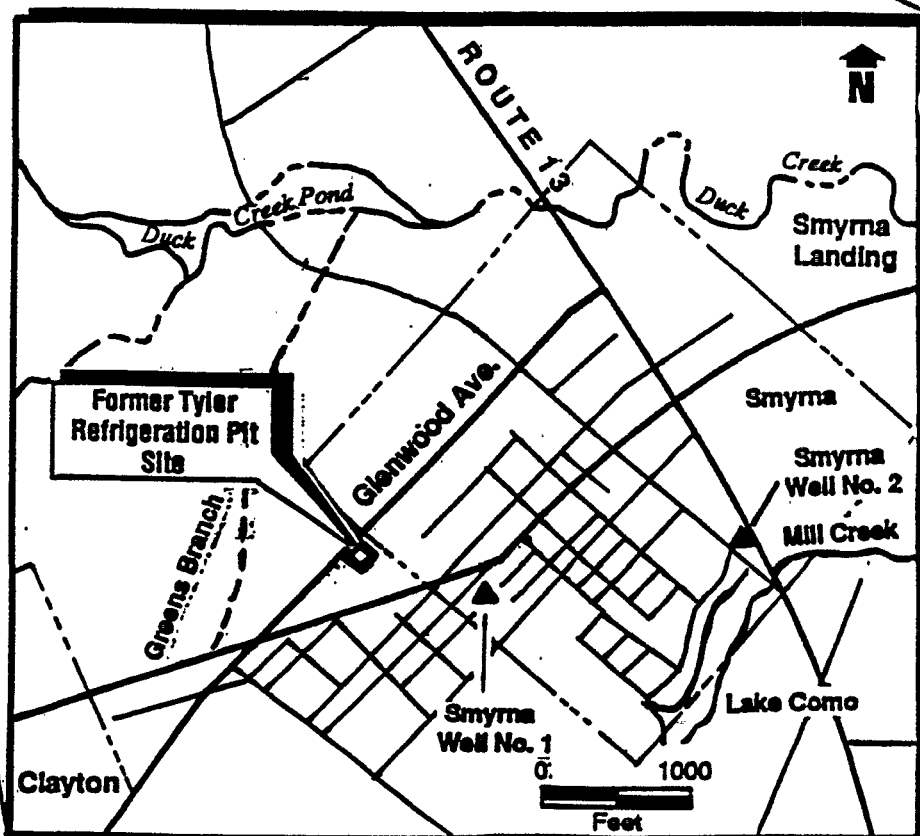 ROUTE 13
N
Creek
Duck
Creek Pond
Duck
Smyrna
Landing
Glenwood Ave.
Former Tyler
Refrigeration Pit
Site
Smyrna
Smyrna
Well No. 2
Mill Creek
Greens Branch
Smyrna
Well No. 1
Lake Como
Clayton
0 1000
Feet